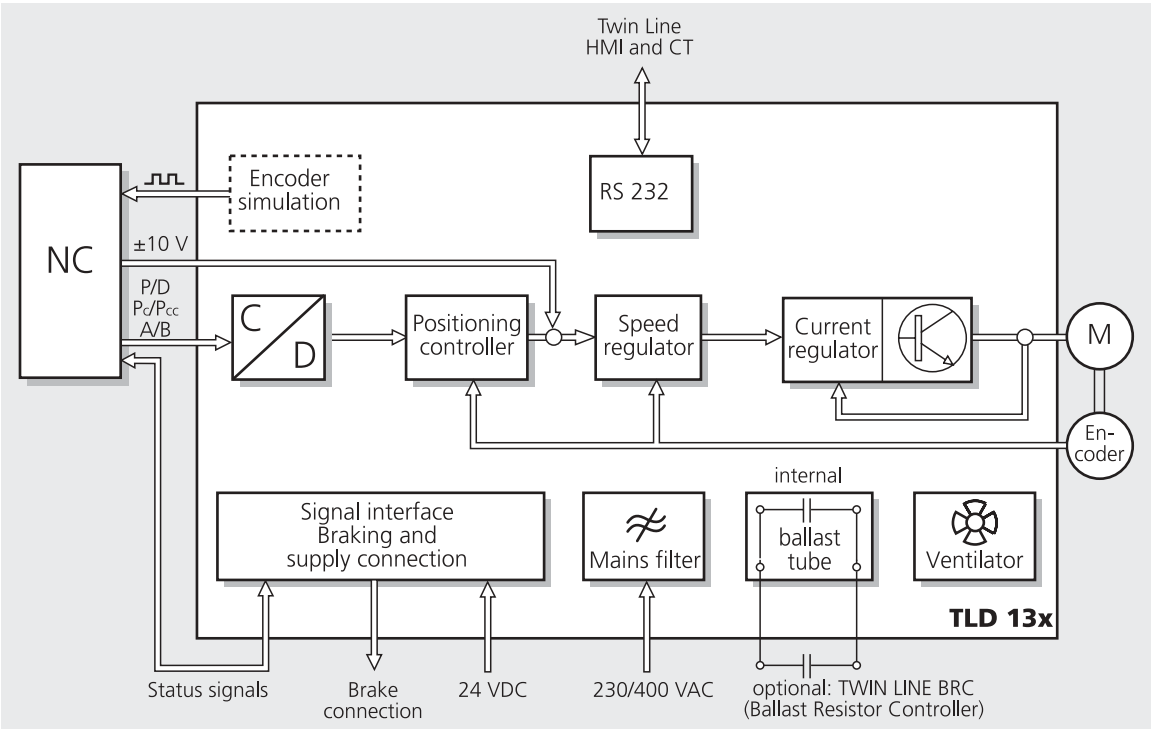 Twin Line
HMI and CT
RS 232
Encoder
simulation
NC
±10 V
P/D
Pc/Pcc
A/B
C
D
Positioning
controller
Speed
regulator
Current
regulator
M
En-
coder
Signal interface
Braking and
supply connection
Mains filter
internal
ballast
tube
Ventilator
TLD 13x
Status signals
Brake
connection
24 VDC
230/400 VAC
optional: TWIN LINE BRC
(Ballast Resistor Controller)